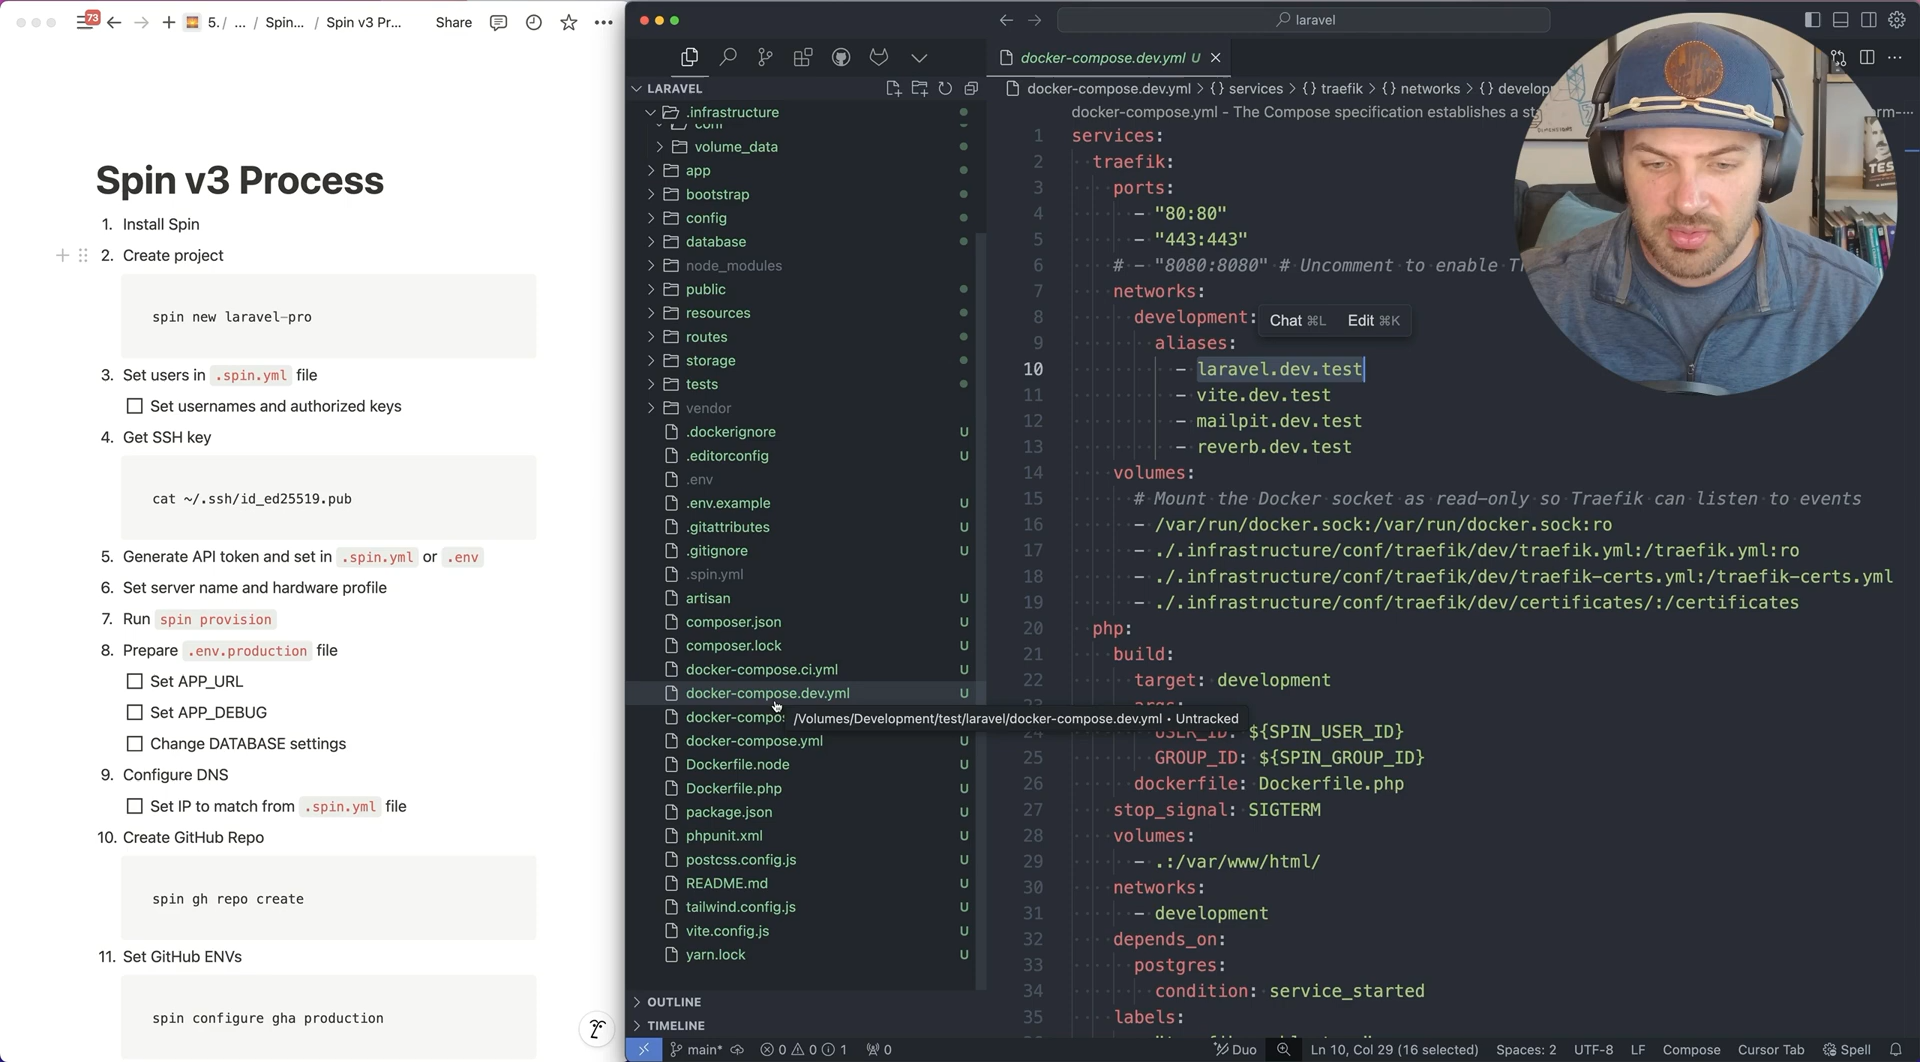 73
5. / ... / Spin... / Spin v3 Pr...
Share
Spin v3 Process
1. Install Spin
2. Create project
spin new laravel-pro
3. Set users in .spin.yml file
Set usernames and authorized keys
4. Get SSH key
cat ~/.ssh/id_ed25519.pub
5. Generate API token and set in .spin.yml or .env
6. Set server name and hardware profile
7. Run spin provision
8. Prepare .env.production file
Set APP_URL
Set APP_DEBUG
Change DATABASE settings
9. Configure DNS
Set IP to match from .spin.yml file
10. Create GitHub Repo
spin gh repo create
11. Set GitHub ENVs
spin configure gha production
laravel
LARAVEL
.infrastructure
conf
volume_data
app
bootstrap
config
database
node_modules
public
resources
routes
storage
tests
vendor
.dockerignore U
.editorconfig U
.env
.env.example U
.gitattributes U
.gitignore U
.spin.yml
artisan U
composer.json U
composer.lock U
docker-compose.ci.yml U
docker-compose.dev.yml U
docker-compo
/Volumes/Development/test/laravel/docker-compose.dev.yml • Untracked
docker-compose.yml U
Dockerfile.node U
Dockerfile.php U
package.json U
phpunit.xml U
postcss.config.js U
README.md U
tailwind.config.js U
vite.config.js U
yarn.lock U
OUTLINE
TIMELINE
docker-compose.dev.yml U
docker-compose.dev.yml > {} services > {} traefik > {} networks > {} develop
docker-compose.yml - The Compose specification establishes a st
1 services:
2 traefik:
3 ports:
4 - "80:80"
5 - "443:443"
6 # - "8080:8080" # Uncomment to enable T
7 networks:
8 development:
Chat ⌘L Edit ⌘K
9 aliases:
10 - laravel.dev.test
11 - vite.dev.test
12 - mailpit.dev.test
13 - reverb.dev.test
14 volumes:
15 # Mount the Docker socket as read-only so Traefik can listen to events
16 - /var/run/docker.sock:/var/run/docker.sock:ro
17 - ./.infrastructure/conf/traefik/dev/traefik.yml:/traefik.yml:ro
18 - ./.infrastructure/conf/traefik/dev/traefik-certs.yml:/traefik-certs.yml
19 - ./.infrastructure/conf/traefik/dev/certificates/:/certificates
20 php:
21 build:
22 target: development
args:
24 USER_ID: ${SPIN_USER_ID}
25 GROUP_ID: ${SPIN_GROUP_ID}
26 dockerfile: Dockerfile.php
27 stop_signal: SIGTERM
28 volumes:
29 - .:/var/www/html/
30 networks:
31 - development
32 depends_on:
33 postgres:
34 condition: service_started
35 labels:
main* 0 0 1 0 Duo Ln 10, Col 29 (16 selected) Spaces: 2 UTF-8 LF Compose Cursor Tab Spell